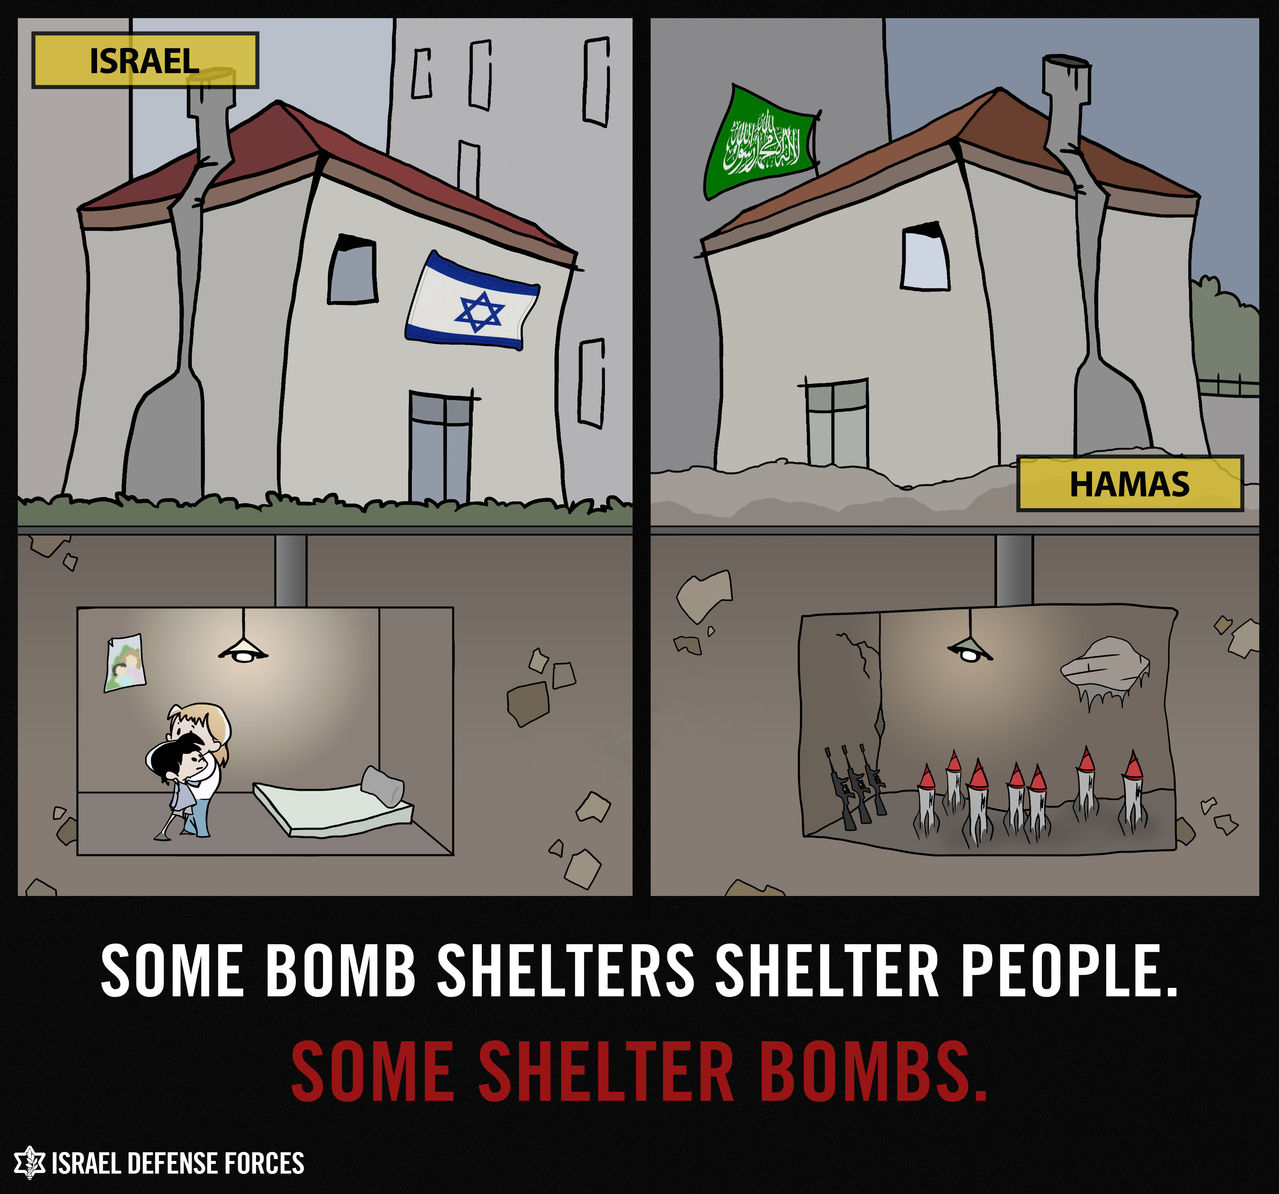 ISRAEL
HAMAS
SOME BOMB SHELTERS SHELTER PEOPLE.
SOME SHELTER BOMBS.
ISRAEL DEFENSE FORCES